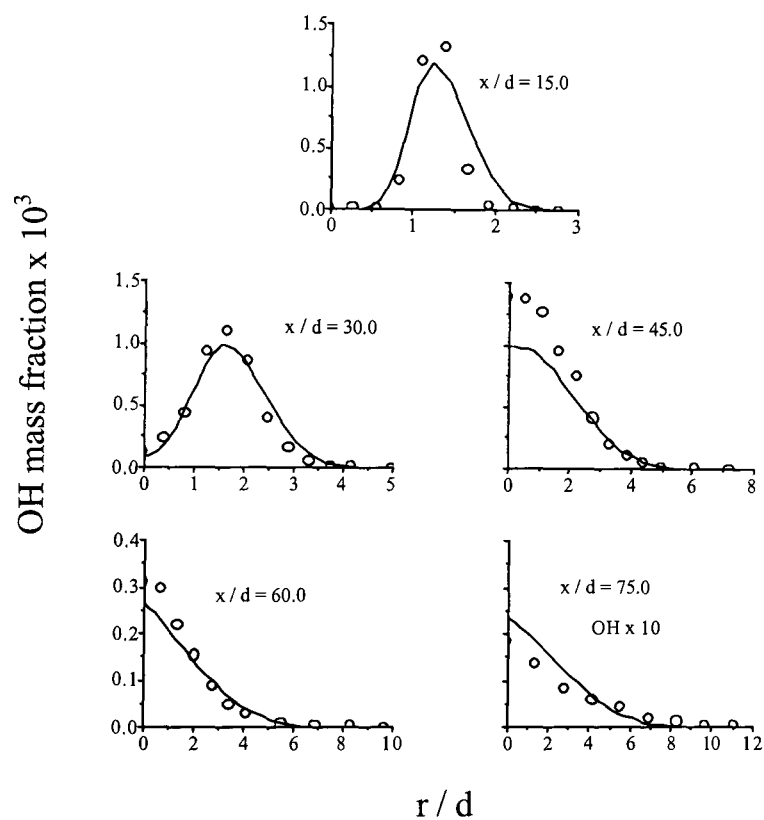 1.5
1.0
0.5
0.0
0 1 2 3
x / d = 15.0
OH mass fraction x 10³
1.5
1.0
0.5
0.0
0 1 2 3 4 5
x / d = 30.0
0 2 4 6 8
x / d = 45.0
0.4
0.3
0.2
0.1
0.0
0 2 4 6 8 10
x / d = 60.0
0 2 4 6 8 10 12
x / d = 75.0
OH x 10
r / d